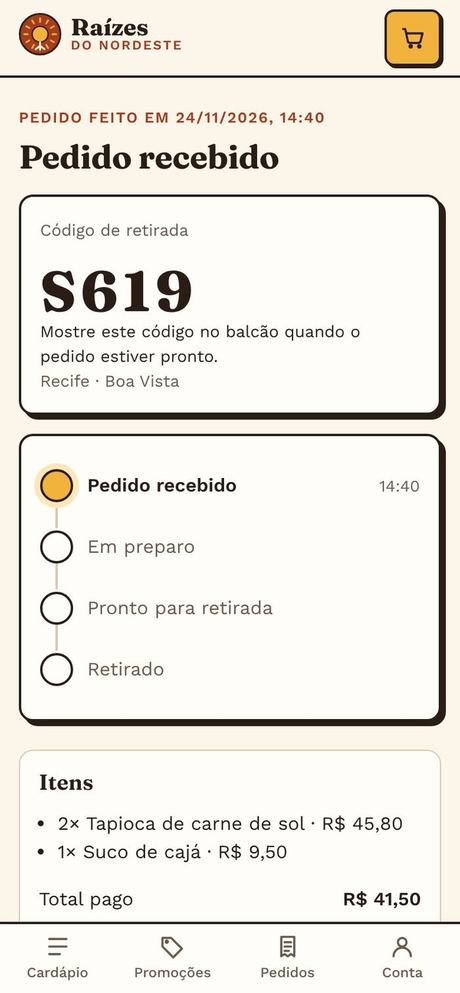 Raízes
DO NORDESTE
PEDIDO FEITO EM 24/11/2026, 14:40
Pedido recebido
Código de retirada
S619
Mostre este código no balcão quando o
pedido estiver pronto.
Recife · Boa Vista
Pedido recebido 14:40
Em preparo
Pronto para retirada
Retirado
Itens
• 2× Tapioca de carne de sol · R$ 45,80
• 1× Suco de cajá · R$ 9,50
Total pago R$ 41,50
Cardápio Promoções Pedidos Conta